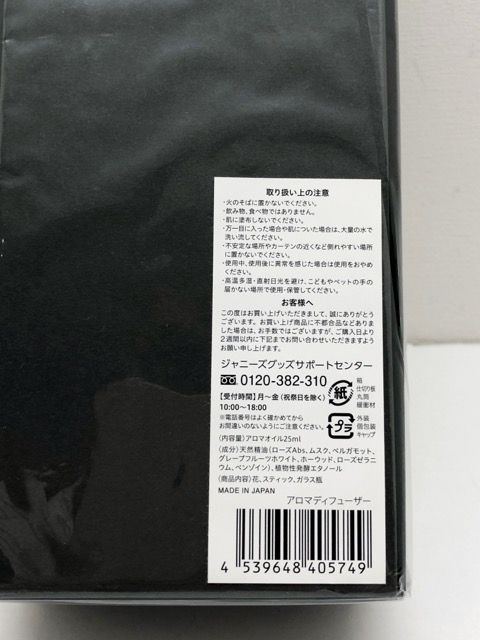 取り扱い上の注意
・火のそばに置かないでください。
・飲み物、食べ物ではありません。
・肌に塗布しないでください。
・万一目に入った場合や肌についた場合は、大量の水で
洗い流してください。
・不安定な場所やカーテンの近くなど倒れやすい場所
に置かないでください。
・使用中、使用後に異常を感じた場合は使用をおやめ
ください。
・高温多湿・直射日光を避け、こどもやペットの手の
届かない場所で使用・保管してください。
お客様へ
この度はお買い上げいただきまして、誠にありがとう
ございます。お買い上げ商品に不都合品などありました
場合は、お手数ではございますが、ご購入日より
2週間以内に下記までお問い合わせいただきますよう
お願い申し上げます。
ジャニーズグッズサポートセンター
0120-382-310
【受付時間】月〜金(祝祭日を除く)
10:00〜18:00
※電話番号はよく確かめてから
お間違いのないようにご注意ください。
紙
箱
仕切り板
丸筒
緩衝材
プラ
外装
個包装
キャップ
(内容量)アロマオイル25ml
(成分)天然精油(ローズAbs、ムスク、ベルガモット、
グレープフルーツホワイト、ホーウッド、ローズゼラニ
ウム、ベンゾイン)、植物性発酵エタノール
(商品内容)花、スティック、ガラス瓶
MADE IN JAPAN
アロマディフューザー
4 539648 405749